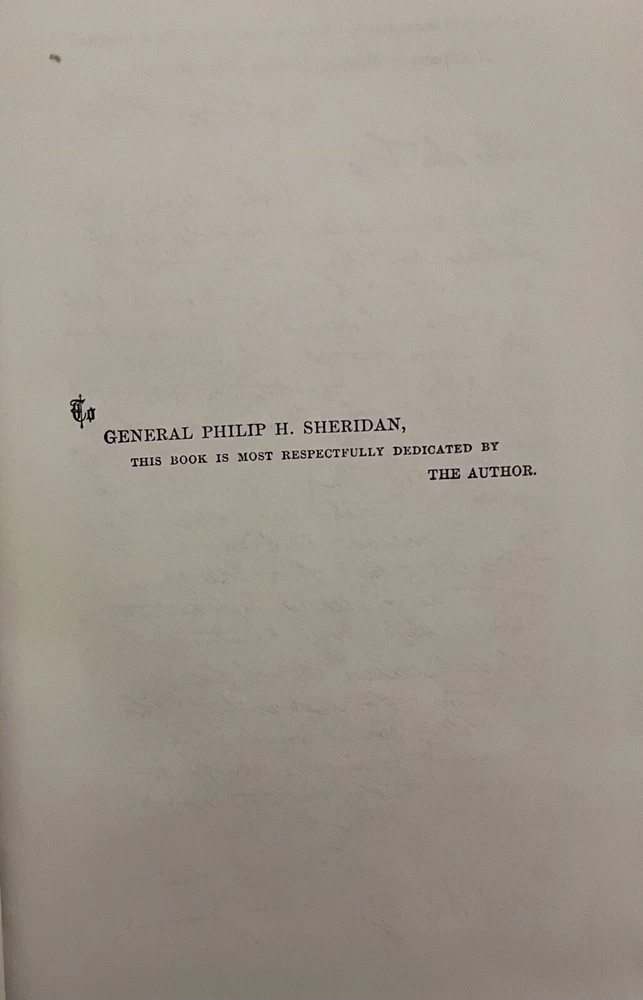 To
GENERAL PHILIP H. SHERIDAN,
THIS BOOK IS MOST RESPECTFULLY DEDICATED BY
THE AUTHOR.